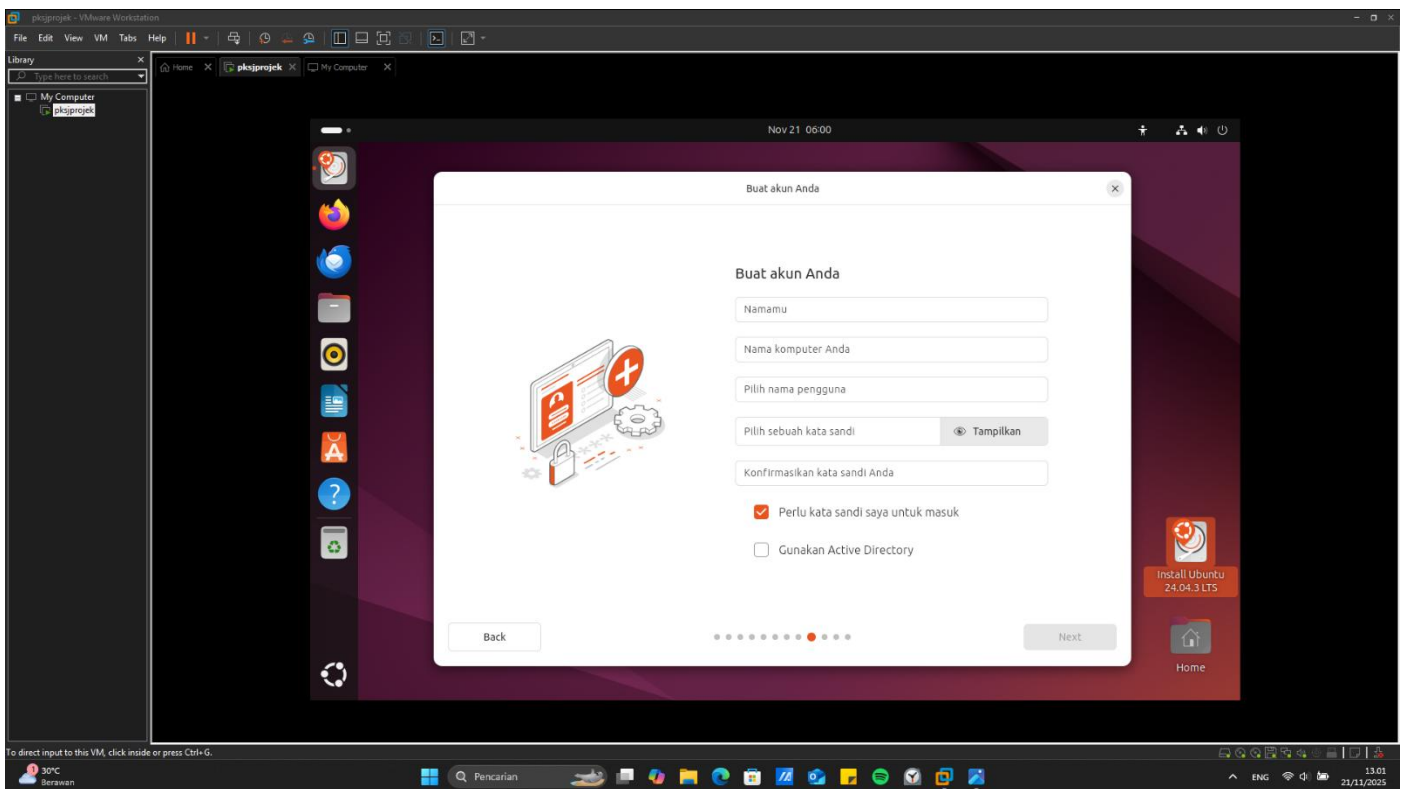 pksjprojek - VMware Workstation
File Edit View VM Tabs Help
Library
Type here to search
My Computer
pksjprojek
Home
pksjprojek
My Computer
Nov 21 06:00
Buat akun Anda
Buat akun Anda
Namamu
Nama komputer Anda
Pilih nama pengguna
Pilih sebuah kata sandi
Tampilkan
Konfirmasikan kata sandi Anda
Perlu kata sandi saya untuk masuk
Gunakan Active Directory
Back
Next
Install Ubuntu
24.04.3 LTS
Home
To direct input to this VM, click inside or press Ctrl+G.
1
30°C
Berawan
Pencarian
ENG
13.01
21/11/2025